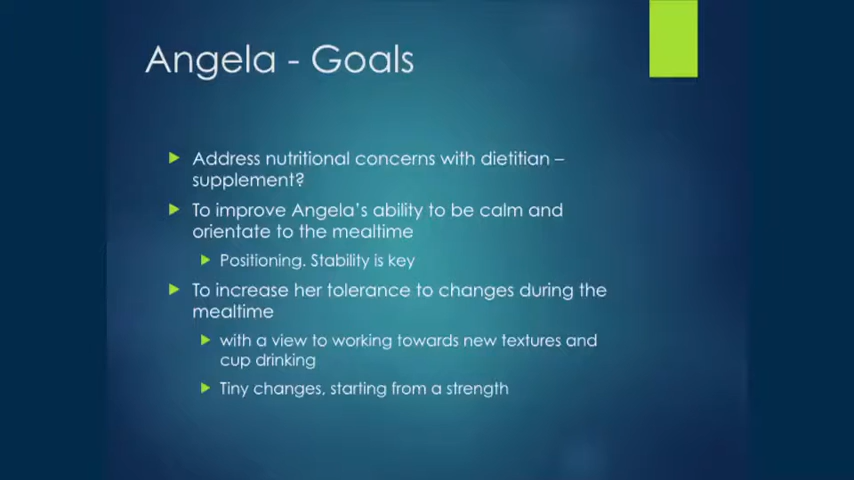 Angela - Goals
Address nutritional concerns with dietitian –
supplement?
To improve Angela's ability to be calm and
orientate to the mealtime
Positioning. Stability is key
To increase her tolerance to changes during the
mealtime
with a view to working towards new textures and
cup drinking
Tiny changes, starting from a strength